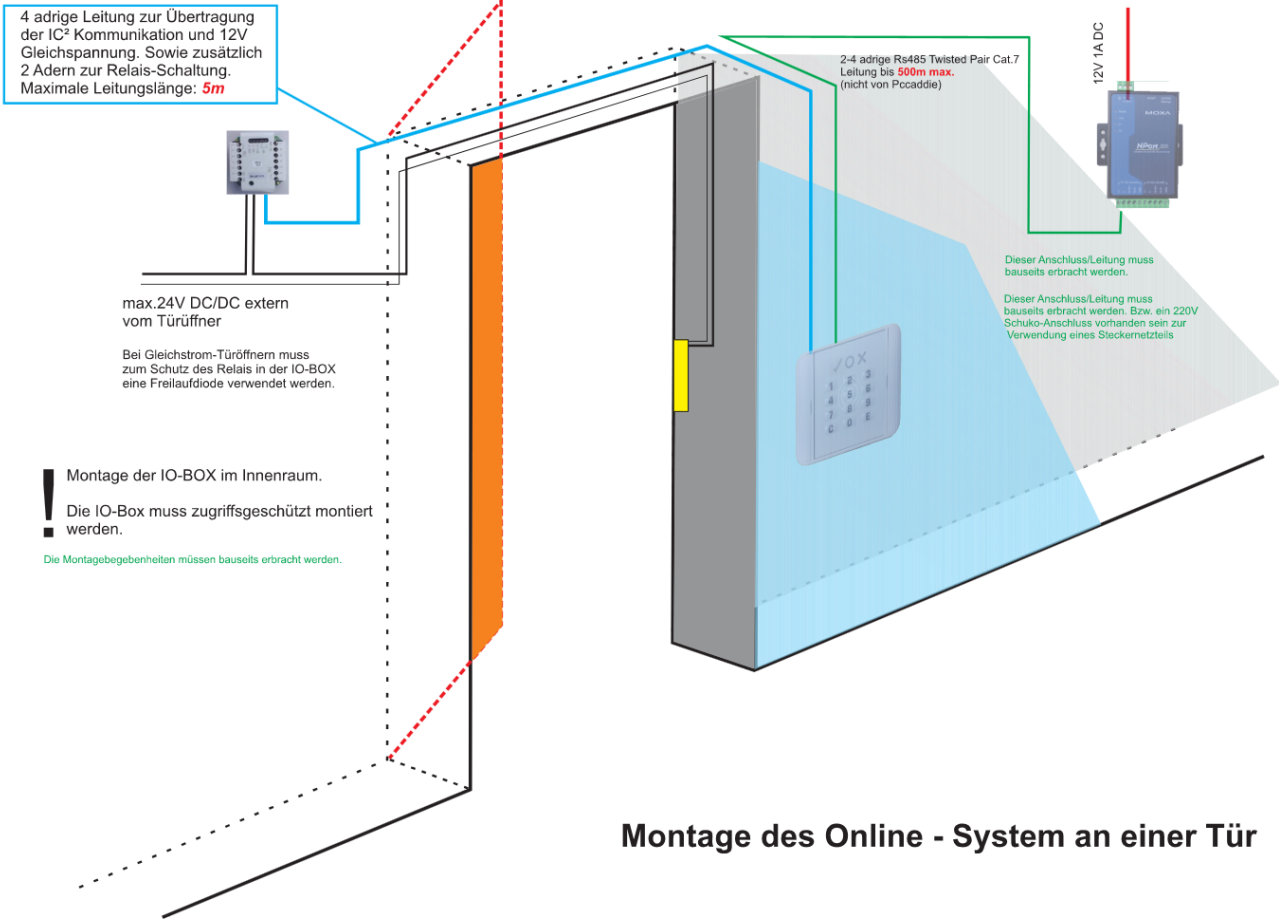 4 adrige Leitung zur Übertragung
der IC² Kommunikation und 12V
Gleichspannung. Sowie zusätzlich
2 Adern zur Relais-Schaltung.
Maximale Leitungslänge: 5m
2-4 adrige Rs485 Twisted Pair Cat.7
Leitung bis 500m max.
(nicht von Pccaddie)
12V 1A DC
MOXA
NPort
Dieser Anschluss/Leitung muss
bauseits erbracht werden.
Dieser Anschluss/Leitung muss
bauseits erbracht werden. Bzw. ein 220V
Schuko-Anschluss vorhanden sein zur
Verwendung eines Steckernetzteils
max.24V DC/DC extern
vom Türüffner
Bei Gleichstrom-Türöffnern muss
zum Schutz des Relais in der IO-BOX
eine Freilaufdiode verwendet werden.
✓ O X
1 2 3
4 5 6
7 8 9
C 0 E
! Montage der IO-BOX im Innenraum.
Die IO-Box muss zugriffsgeschützt montiert
werden.
Die Montagebegebenheiten müssen bauseits erbracht werden.
Montage des Online - System an einer Tür